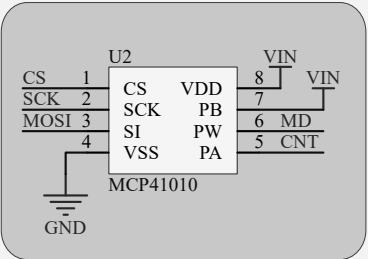 U2
VIN
CS 1 CS VDD 8 VIN
SCK 2 SCK PB 7
MOSI 3 SI PW 6 MD
4 VSS PA 5 CNT
MCP41010
GND